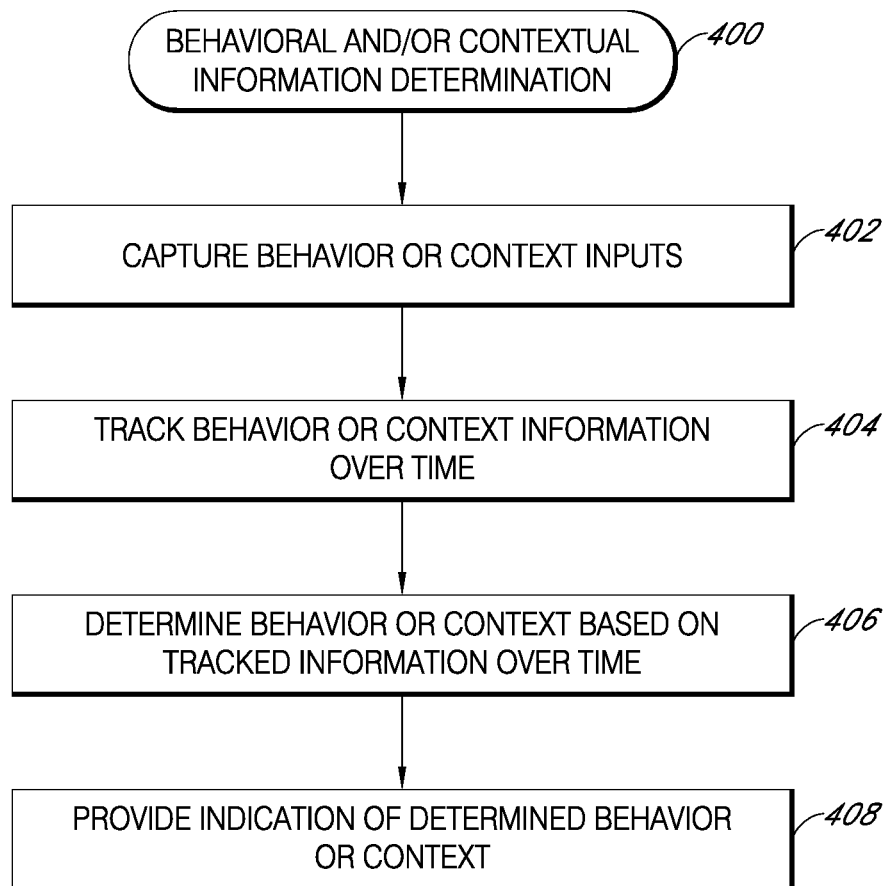 BEHAVIORAL AND/OR CONTEXTUAL
INFORMATION DETERMINATION
400
CAPTURE BEHAVIOR OR CONTEXT INPUTS
402
TRACK BEHAVIOR OR CONTEXT INFORMATION
OVER TIME
404
DETERMINE BEHAVIOR OR CONTEXT BASED ON
TRACKED INFORMATION OVER TIME
406
PROVIDE INDICATION OF DETERMINED BEHAVIOR
OR CONTEXT
408